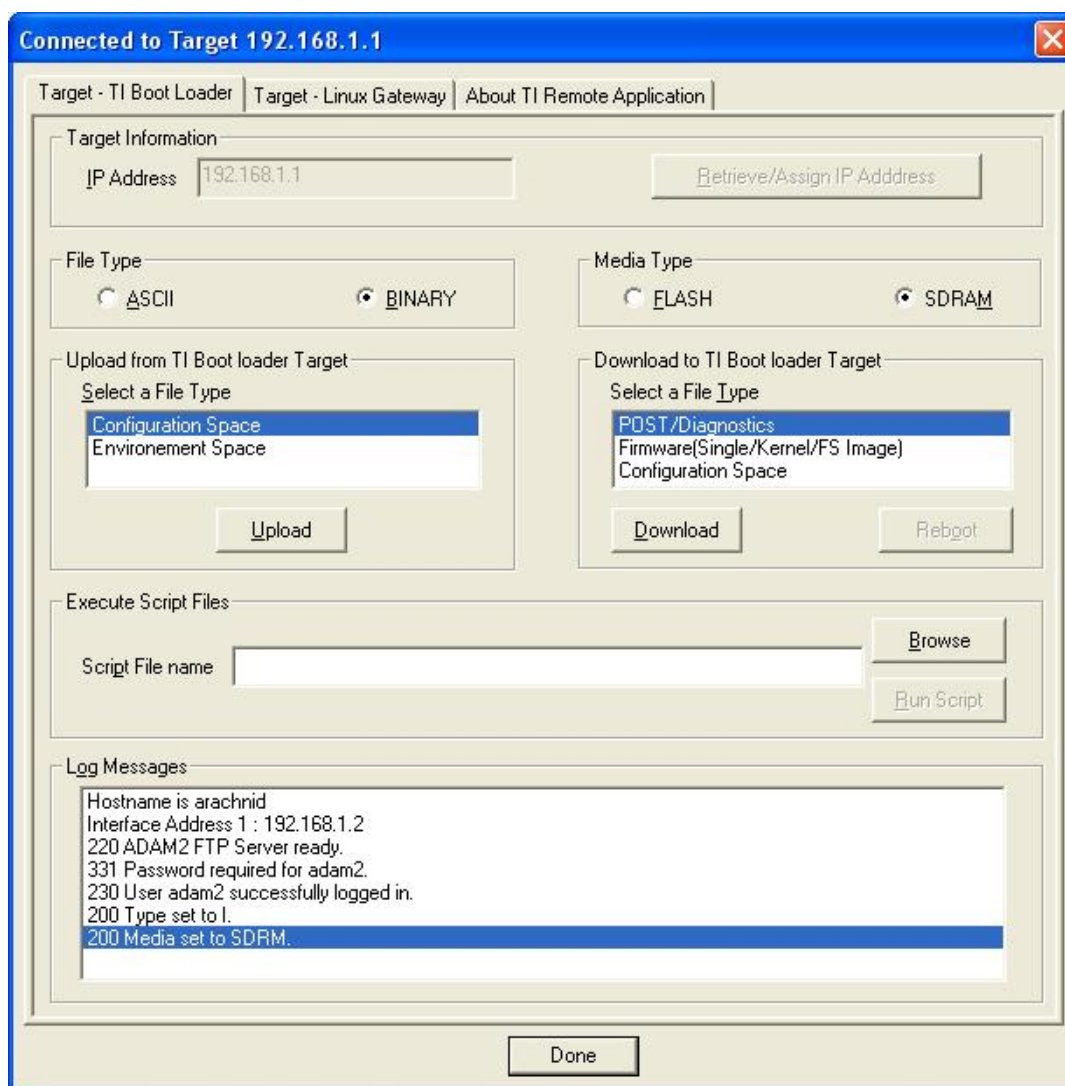 Connected to Target 192.168.1.1
Target - TI Boot Loader Target - Linux Gateway About TI Remote Application
Target Information
IP Address 192.168.1.1 Retrieve/Assign IP Adddress
File Type Media Type
ASCII BINARY FLASH SDRAM
Upload from TI Boot loader Target Download to TI Boot loader Target
Select a File Type Select a File Type
Configuration Space POST/Diagnostics
Environement Space Firmware(Single/Kernel/FS Image)
Configuration Space
Upload Download Reboot
Execute Script Files
Browse
Script File name
Run Script
Log Messages
Hostname is arachnid
Interface Address 1 : 192.168.1.2
220 ADAM2 FTP Server ready.
331 Password required for adam2.
230 User adam2 successfully logged in.
200 Type set to I.
200 Media set to SDRM.
Done